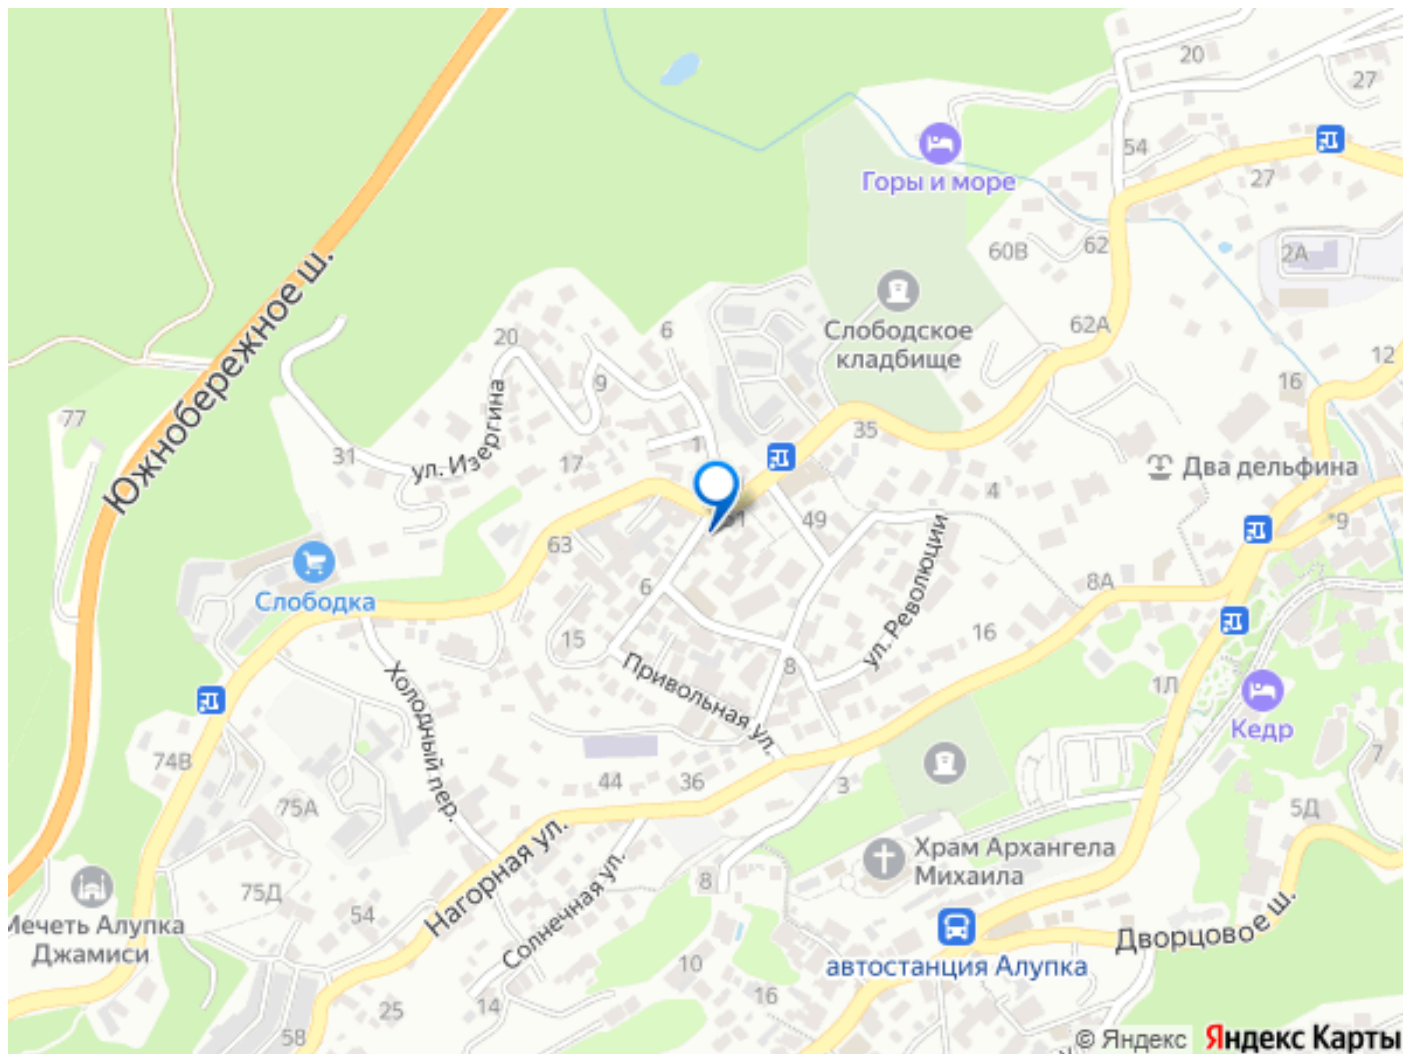 20
27
54
Горы и море
27
60В
62
2А
Слободское
кладбище
62А
20
6
9
12
16
77
Южнобережное ш.
31
ул. Изергина
17
1
35
Два дельфина
4
51
49
*9
63
Слободка
6
ул. Революции
8А
15
Привольная ул.
8
16
1Л
Холодный пер.
Кедр
74В
7
44
36
3
75А
5Д
Нагорная ул.
Храм Архангела
Михаила
Солнечная ул.
8
75Д
54
Мечеть Алупка
Джамиси
Дворцовое ш.
автостанция Алупка
10
16
14
25
58
© Яндекс Яндекс Карты